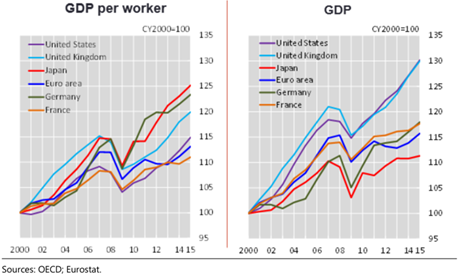 GDP per worker
CY2000=100
United States
United Kingdom
Japan
Euro area
Germany
France
135
130
125
120
115
110
105
100
95
2000 02 04 06 08 10 12 14 15
GDP
CY2000=100
United States
United Kingdom
Japan
Euro area
Germany
France
135
130
125
120
115
110
105
100
95
2000 02 04 06 08 10 12 14 15
Sources: OECD; Eurostat.